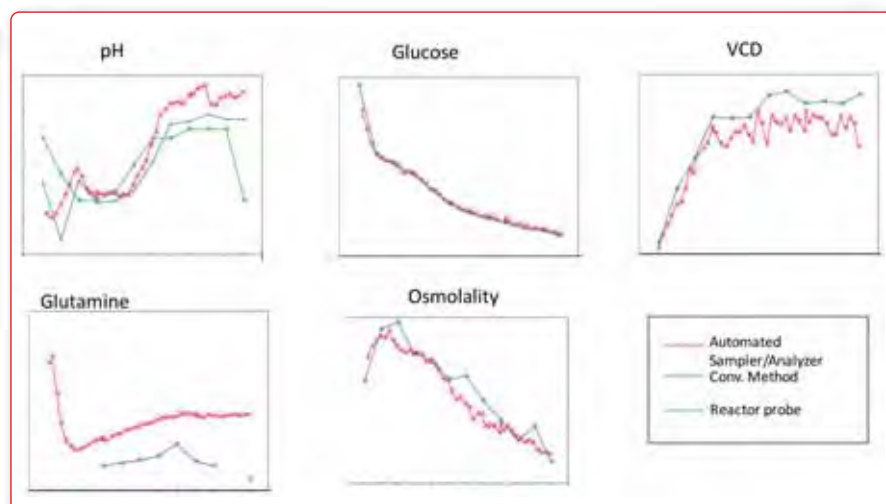 pH
Glucose
VCD
Glutamine
Osmolality
Automated
Sampler/Analyzer
Conv. Method
Reactor probe